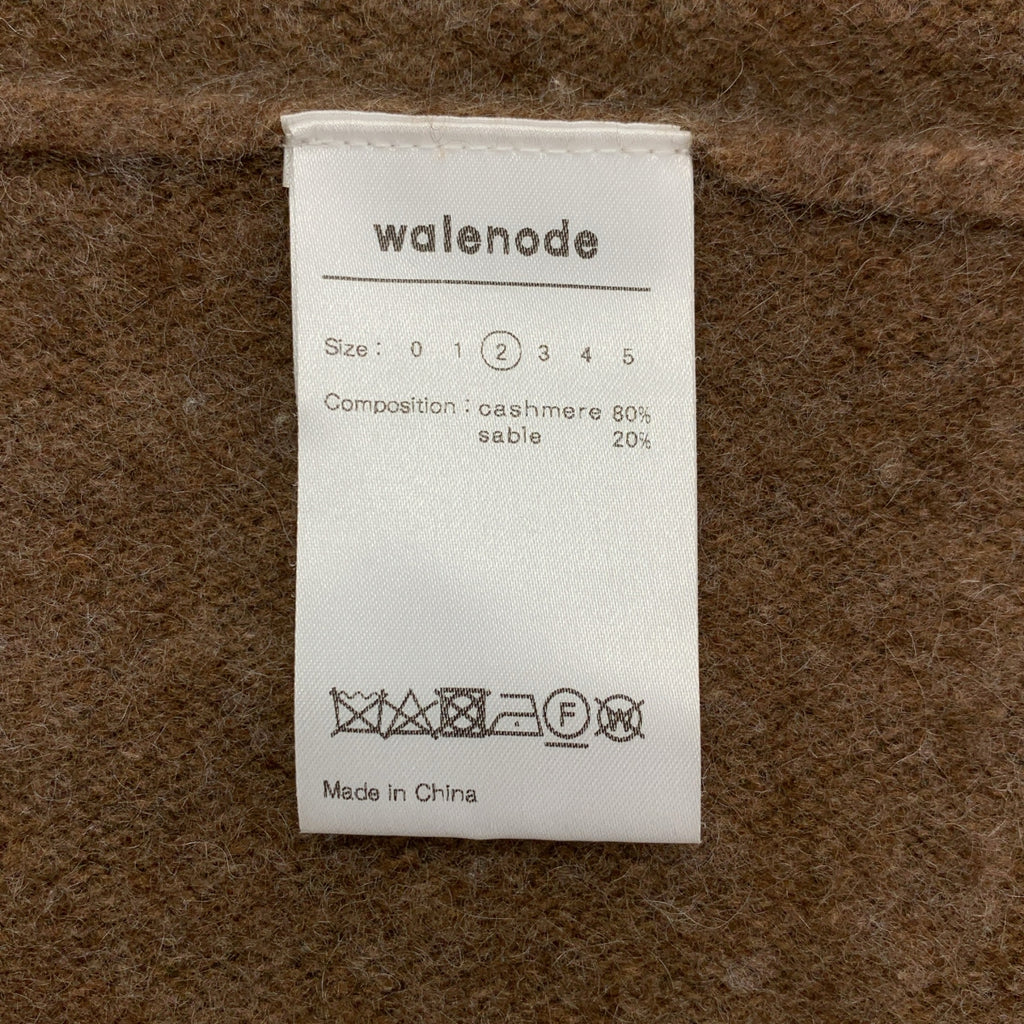 walenode
Size : 0 1 2 3 4 5
Composition : cashmere 80%
sable 20%
F W
Made in China